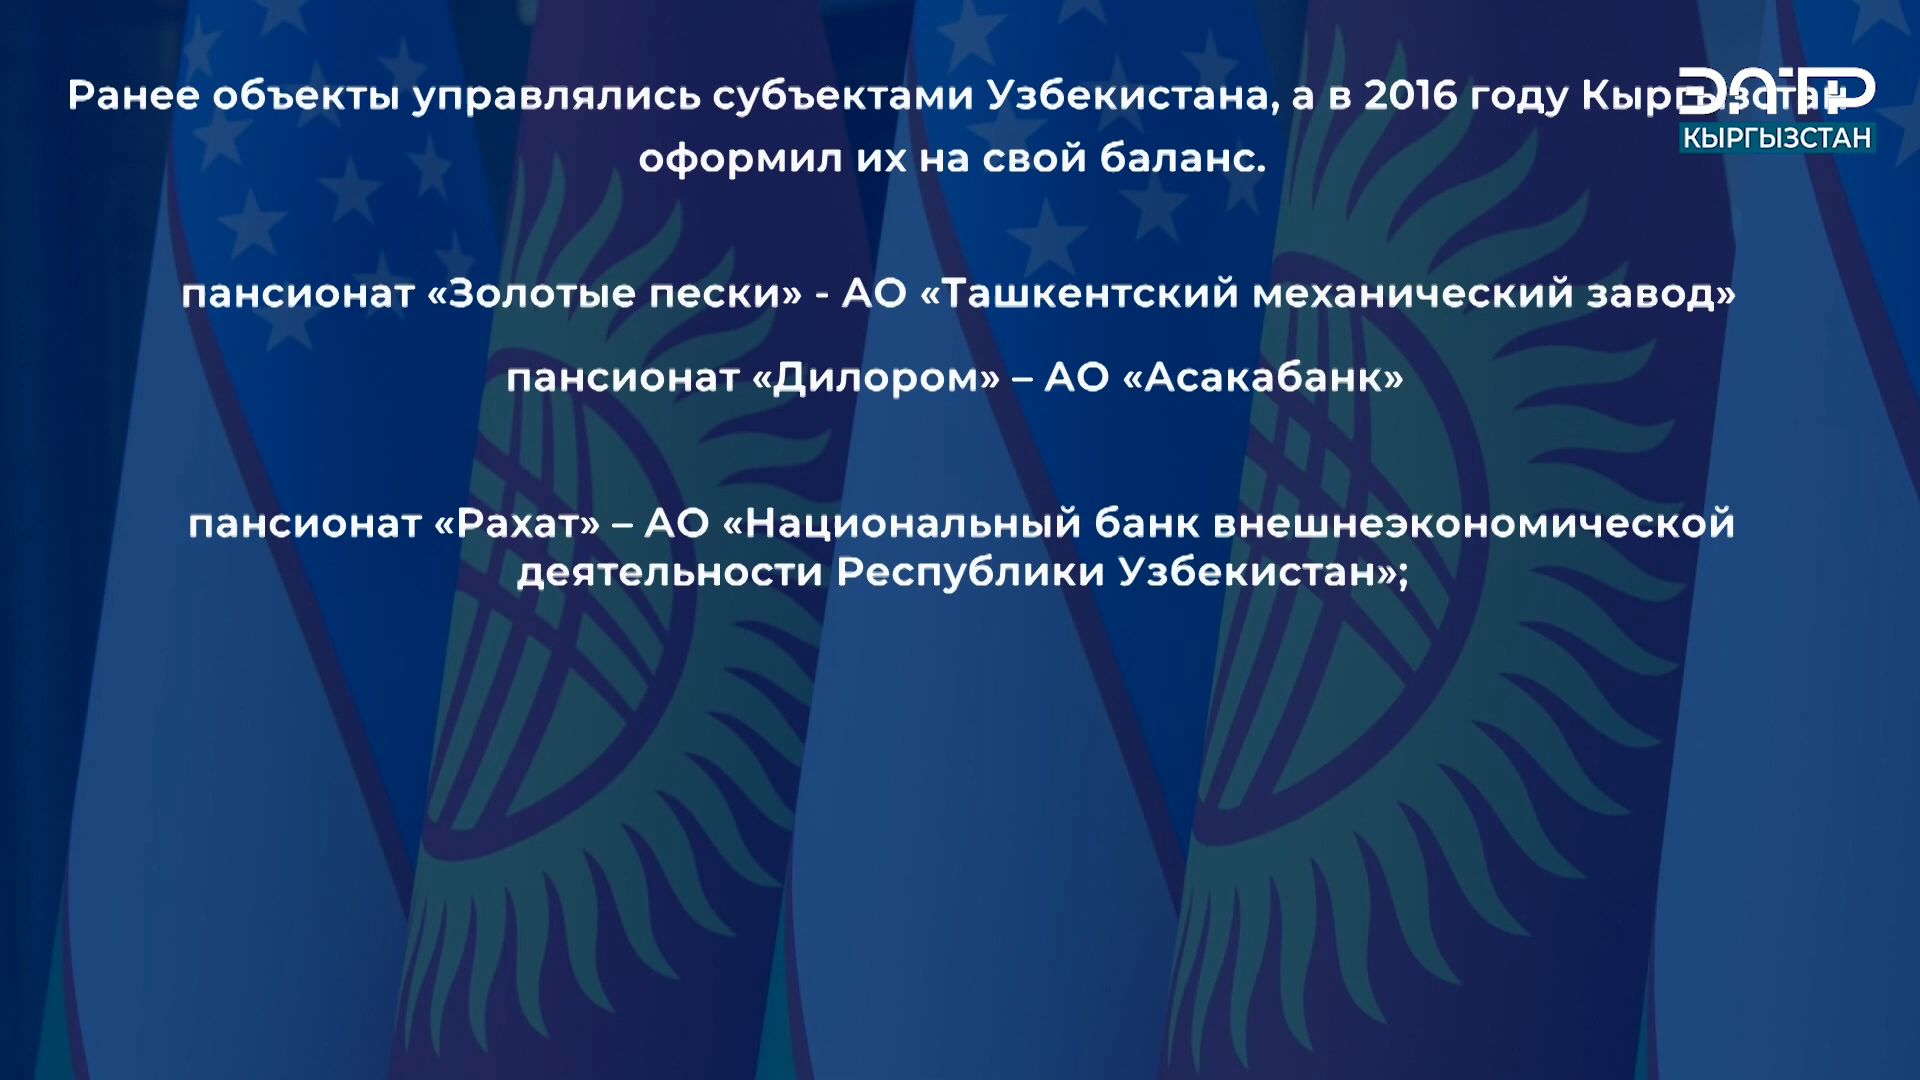 Ранее объекты управлялись субъектами Узбекистана, а в 2016 году Кыргызстан
оформил их на свой баланс.
КЫРГЫЗСТАН
пансионат «Золотые пески» - АО «Ташкентский механический завод»
пансионат «Дилором» – АО «Асакабанк»
пансионат «Рахат» – АО «Национальный банк внешнеэкономической
деятельности Республики Узбекистан»;